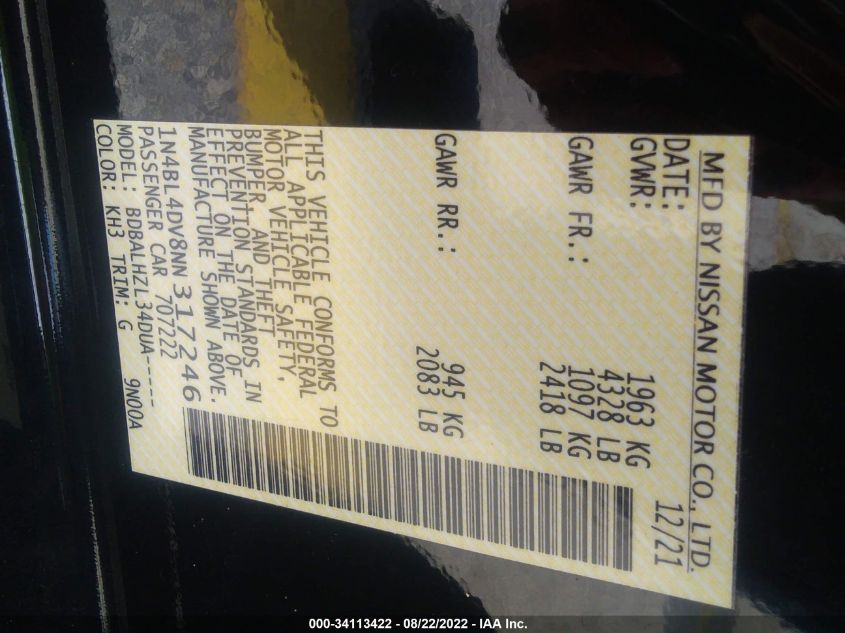 MFD BY NISSAN MOTOR CO., LTD.
DATE: 12/21
GVWR: 1963 KG
4328 LB
GAWR FR.: 1097 KG
2418 LB
GAWR RR.: 945 KG
2083 LB
THIS VEHICLE CONFORMS TO
ALL APPLICABLE FEDERAL
MOTOR VEHICLE SAFETY,
BUMPER AND THEFT
PREVENTION STANDARDS IN
EFFECT ON THE DATE OF
MANUFACTURE SHOWN ABOVE.
1N4BL4DV8NN317246
PASSENGER CAR 707222
MODEL: BDBALHZL34DUA-----
COLOR: KH3 TRIM: G 9N00A
000-34113422 - 08/22/2022 - IAA Inc.